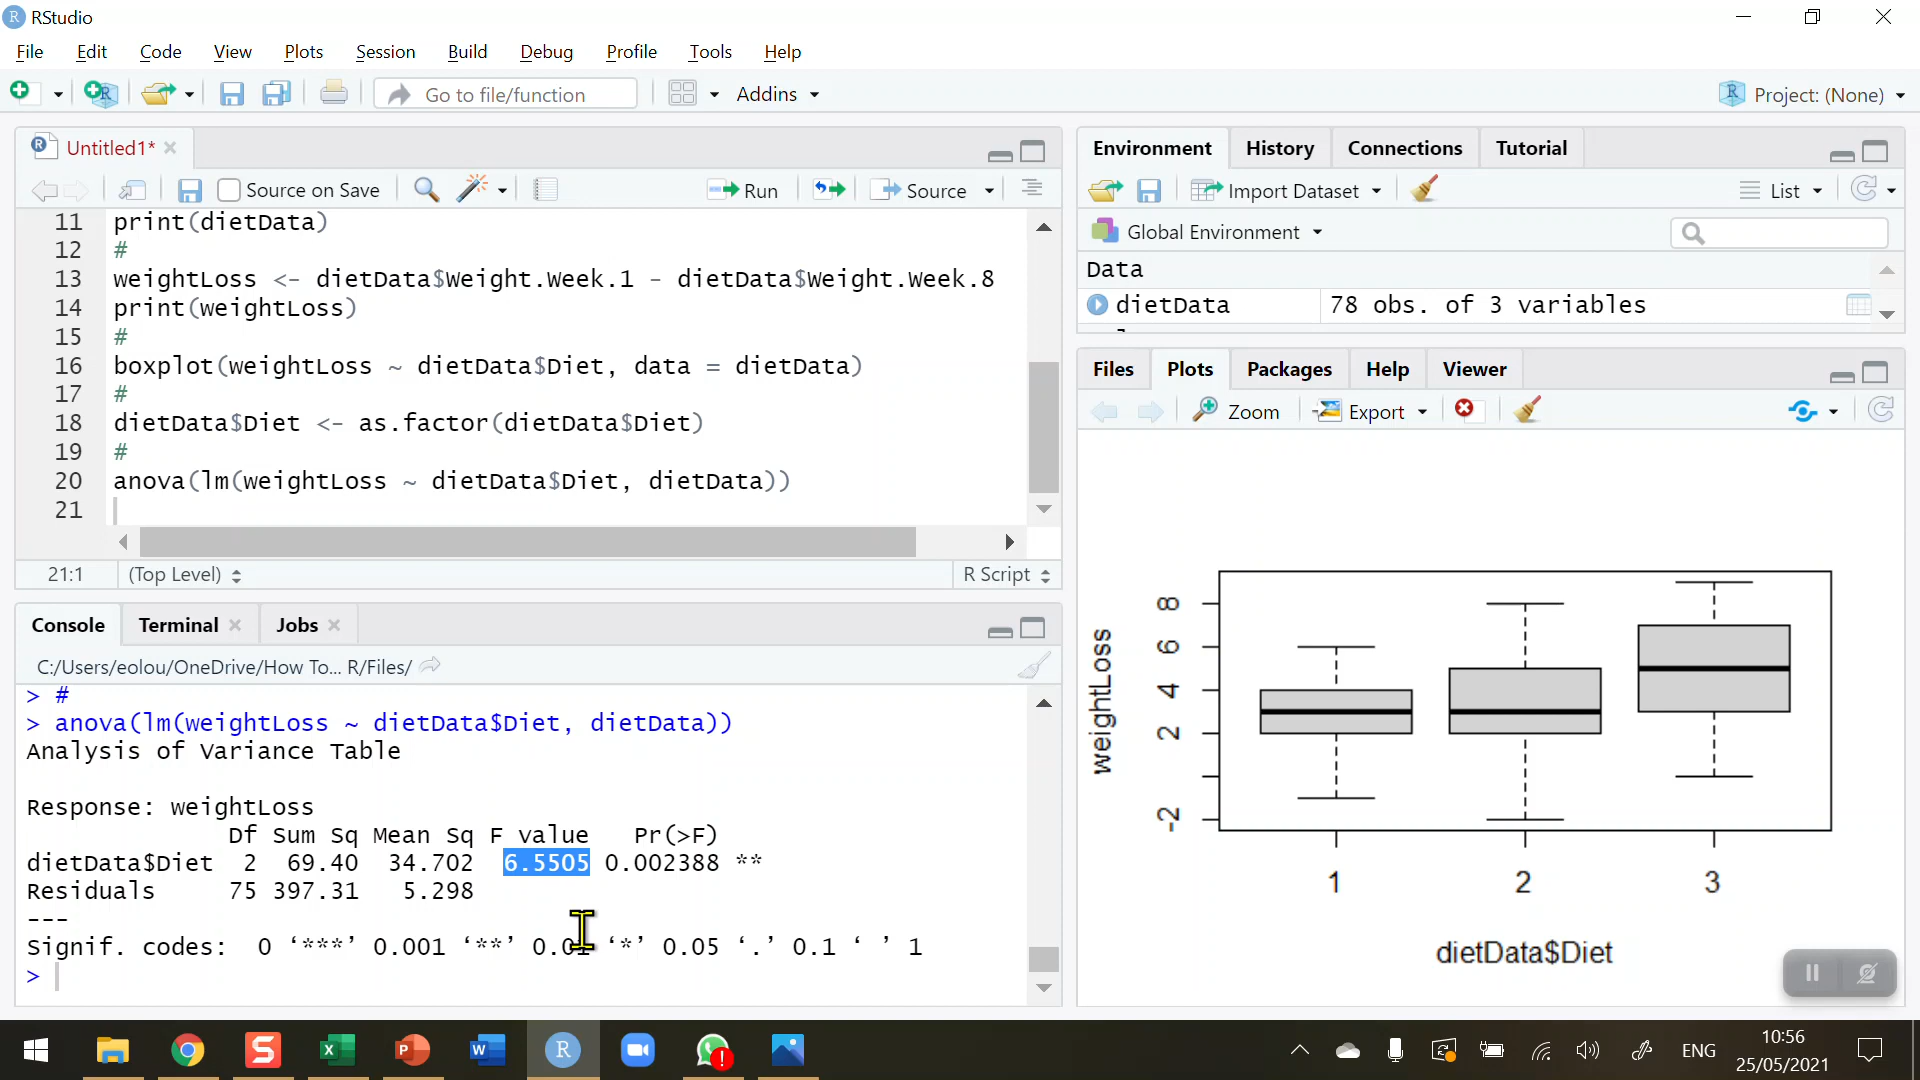 RStudio
File Edit Code View Plots Session Build Debug Profile Tools Help
Go to file/function Addins Project: (None)
Untitled1*
Source on Save Run Source
11 print(dietData)
12 #
13 weightLoss <- dietData$Weight.Week.1 - dietData$Weight.Week.8
14 print(weightLoss)
15 #
16 boxplot(weightLoss ~ dietData$Diet, data = dietData)
17 #
18 dietData$Diet <- as.factor(dietData$Diet)
19 #
20 anova(lm(weightLoss ~ dietData$Diet, dietData))
21
21:1 (Top Level) R Script
Console Terminal Jobs
C:/Users/eolou/OneDrive/How To... R/Files/
> #
> anova(lm(weightLoss ~ dietData$Diet, dietData))
Analysis of Variance Table
Response: weightLoss
Df Sum Sq Mean Sq F value Pr(>F)
dietData$Diet 2 69.40 34.702 6.5505 0.002388 **
Residuals 75 397.31 5.298
---
Signif. codes: 0 ‘***’ 0.001 ‘**’ 0.01 ‘*’ 0.05 ‘.’ 0.1 ‘ ’ 1
>
Environment History Connections Tutorial
Import Dataset List
Global Environment
Data
dietData 78 obs. of 3 variables
Files Plots Packages Help Viewer
Zoom Export
8
6
4
2
-2
weightLoss
1 2 3
dietData$Diet
ENG
10:56
25/05/2021